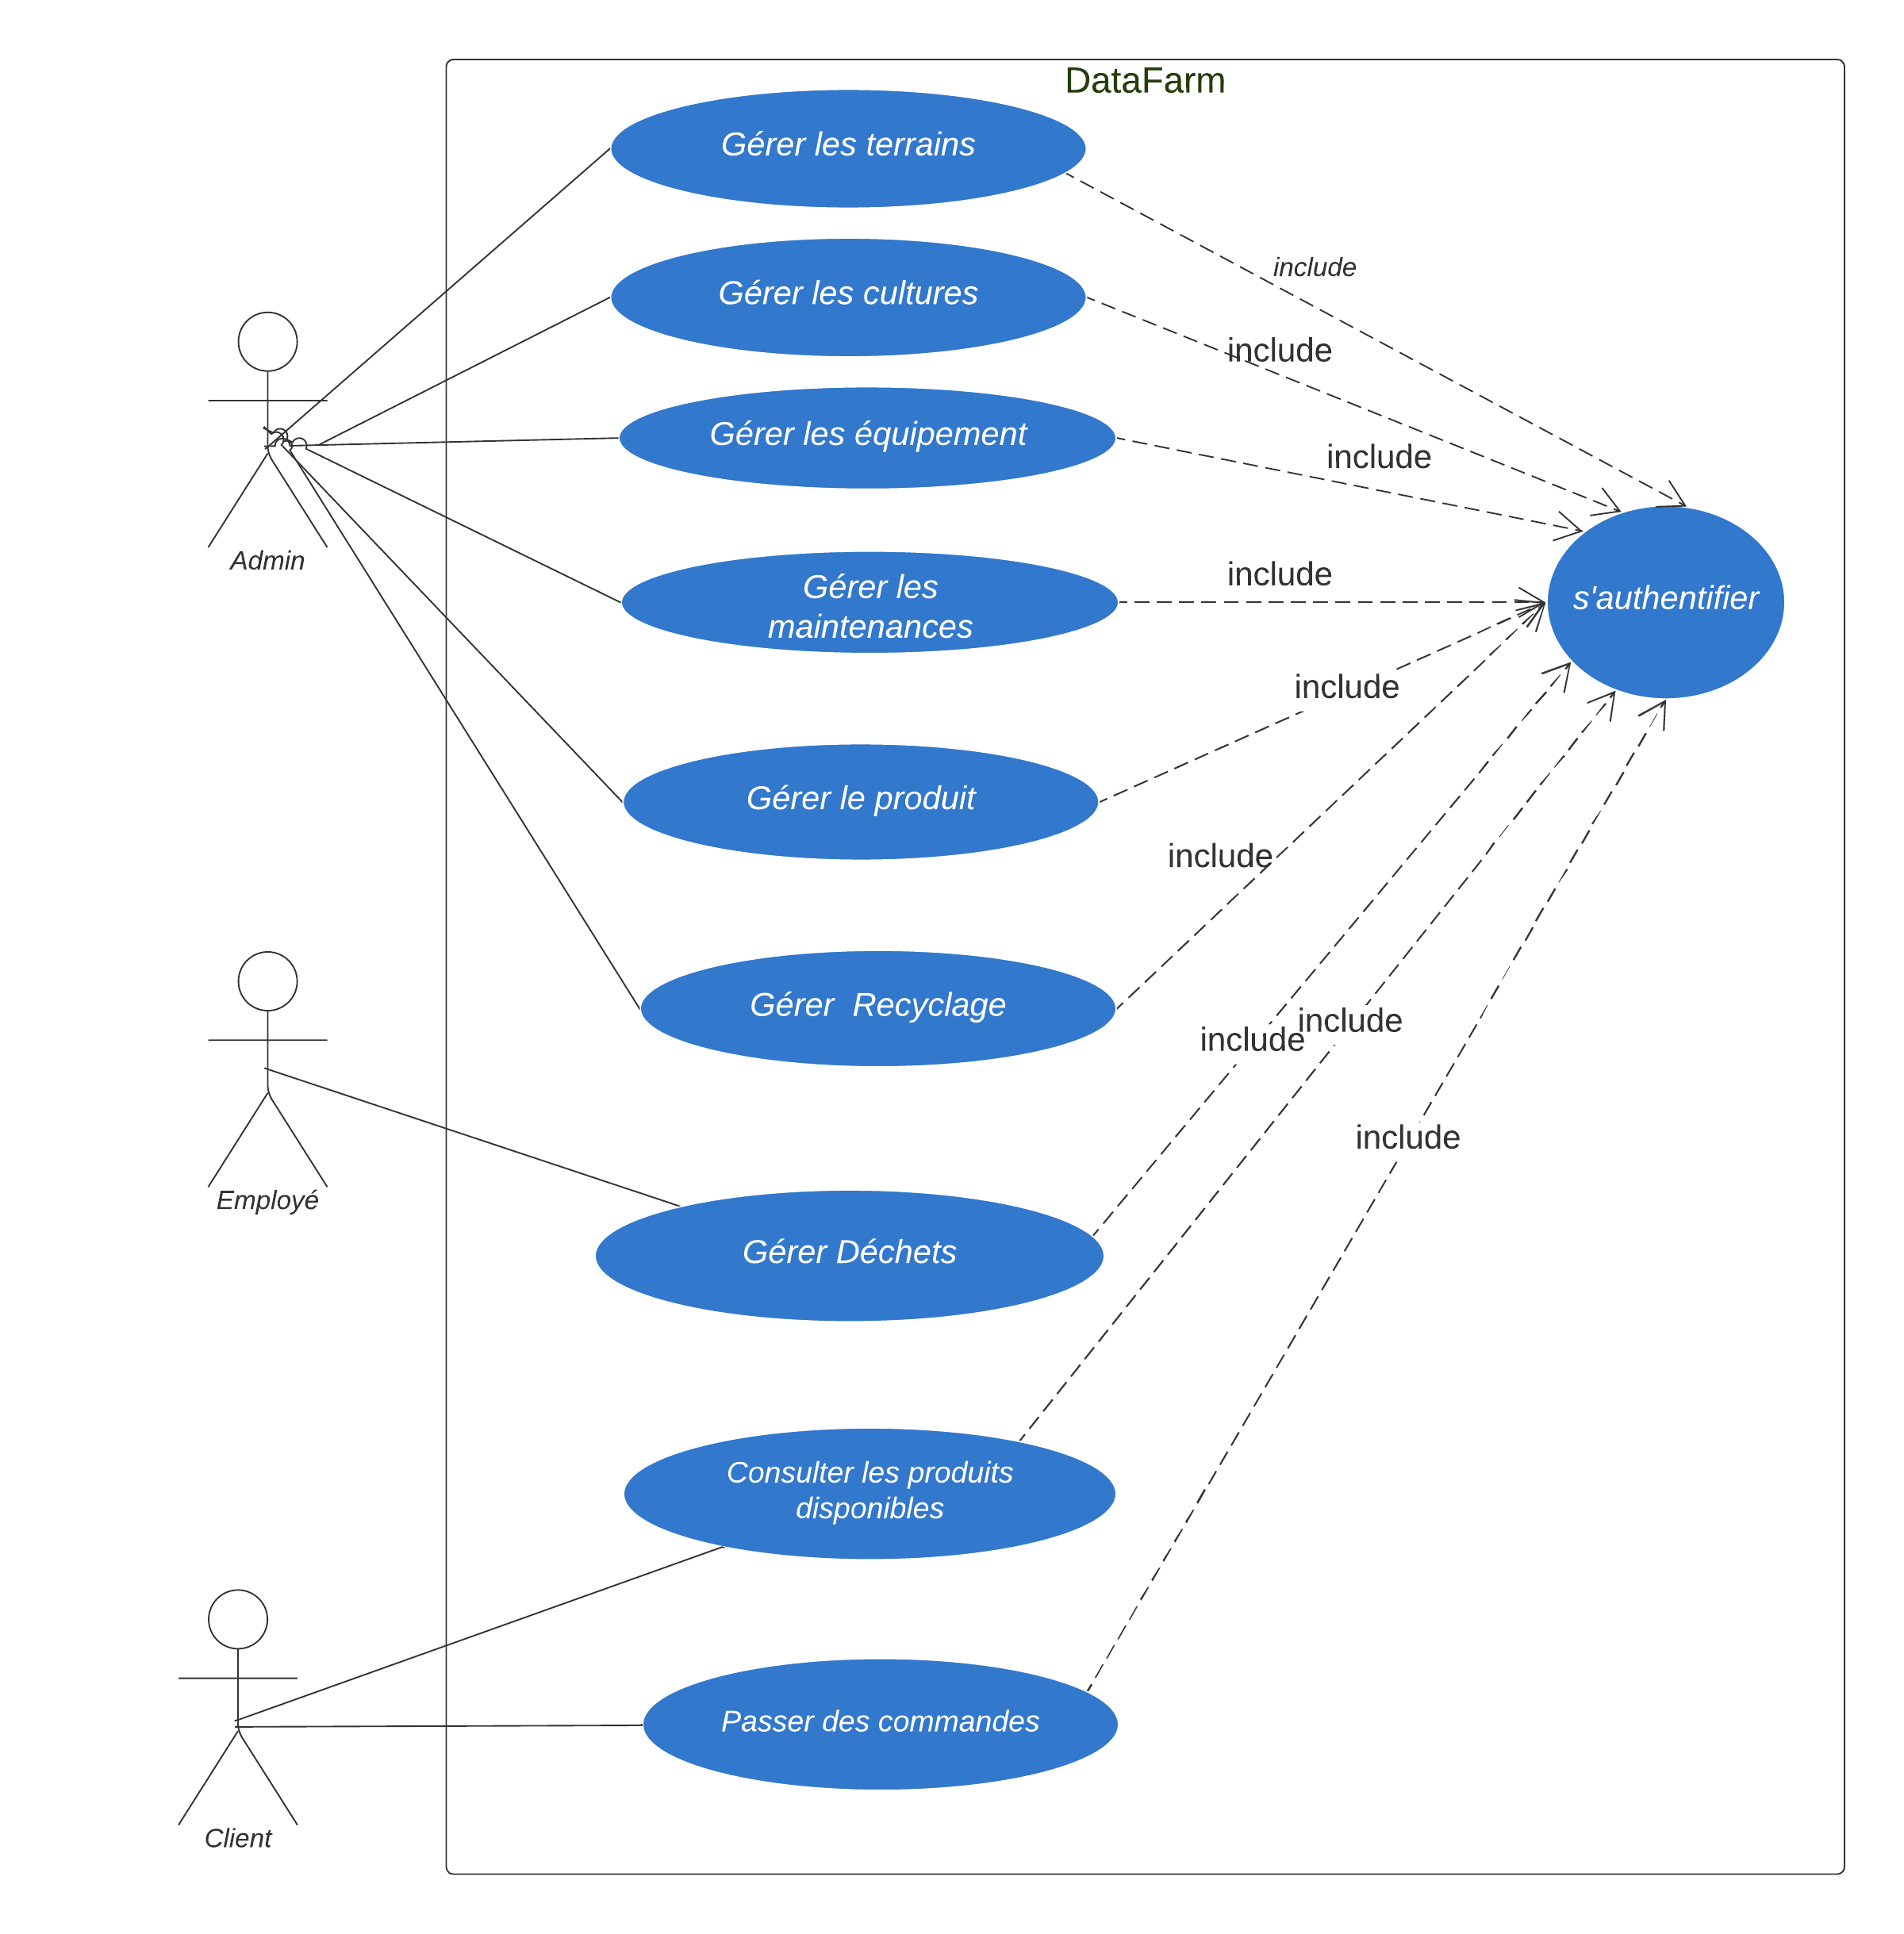 DataFarm
Gérer les terrains
include
Gérer les cultures
include
Gérer les équipement
include
Admin
Gérer les
maintenances
include
s'authentifier
include
Gérer le produit
include
Gérer  Recyclage
include
include
Employé
Gérer Déchets
include
Consulter les produits
disponibles
Passer des commandes
Client